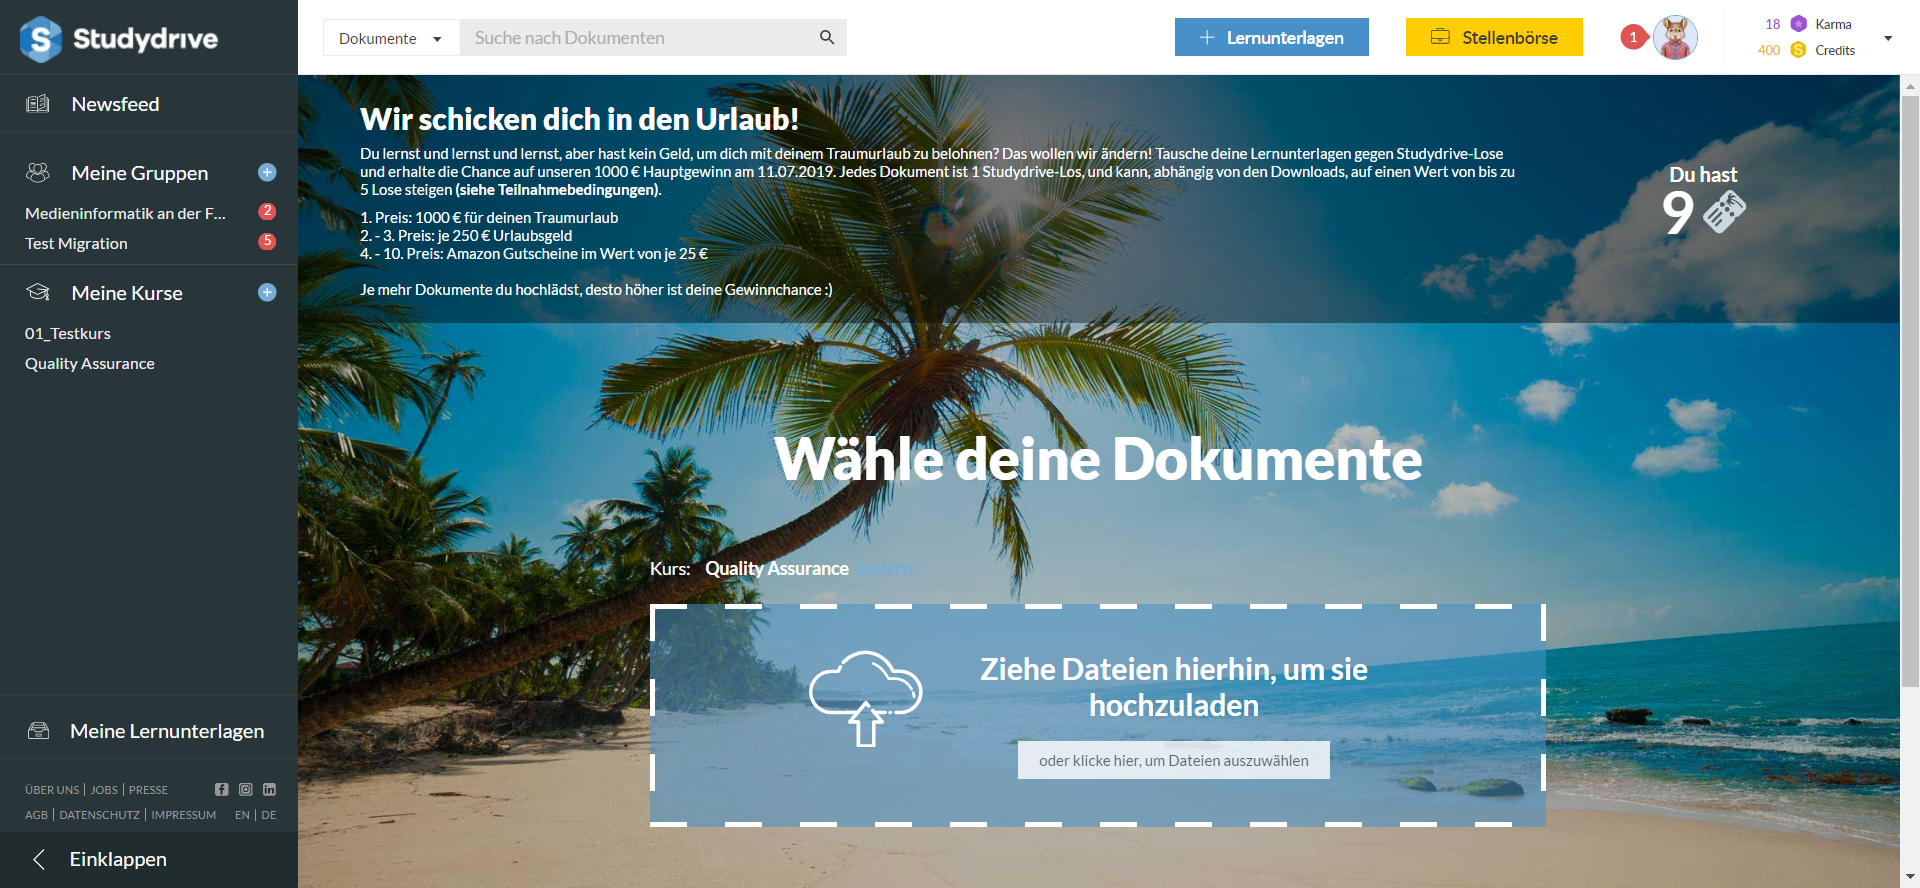 Studydrive
Dokumente
Suche nach Dokumenten
Lernunterlagen
Stellenbörse
1
18 Karma
400 Credits
Newsfeed
Meine Gruppen
Medieninformatik an der F... 2
Test Migration 5
Meine Kurse
01_Testkurs
Quality Assurance
Meine Lernunterlagen
ÜBER UNS | JOBS | PRESSE
AGB | DATENSCHUTZ | IMPRESSUM EN | DE
Einklappen
Wir schicken dich in den Urlaub!
Du lernst und lernst und lernst, aber hast kein Geld, um dich mit deinem Traumurlaub zu belohnen? Das wollen wir ändern! Tausche deine Lernunterlagen gegen Studydrive-Lose
und erhalte die Chance auf unseren 1000 € Hauptgewinn am 11.07.2019. Jedes Dokument ist 1 Studydrive-Los, und kann, abhängig von den Downloads, auf einen Wert von bis zu
5 Lose steigen (siehe Teilnahmebedingungen).
1. Preis: 1000 € für deinen Traumurlaub
2. - 3. Preis: je 250 € Urlaubsgeld
4. - 10. Preis: Amazon Gutscheine im Wert von je 25 €
Je mehr Dokumente du hochlädst, desto höher ist deine Gewinnchance :)
Du hast
9
Wähle deine Dokumente
Kurs: Quality Assurance ändern
Ziehe Dateien hierhin, um sie
hochzuladen
oder klicke hier, um Dateien auszuwählen